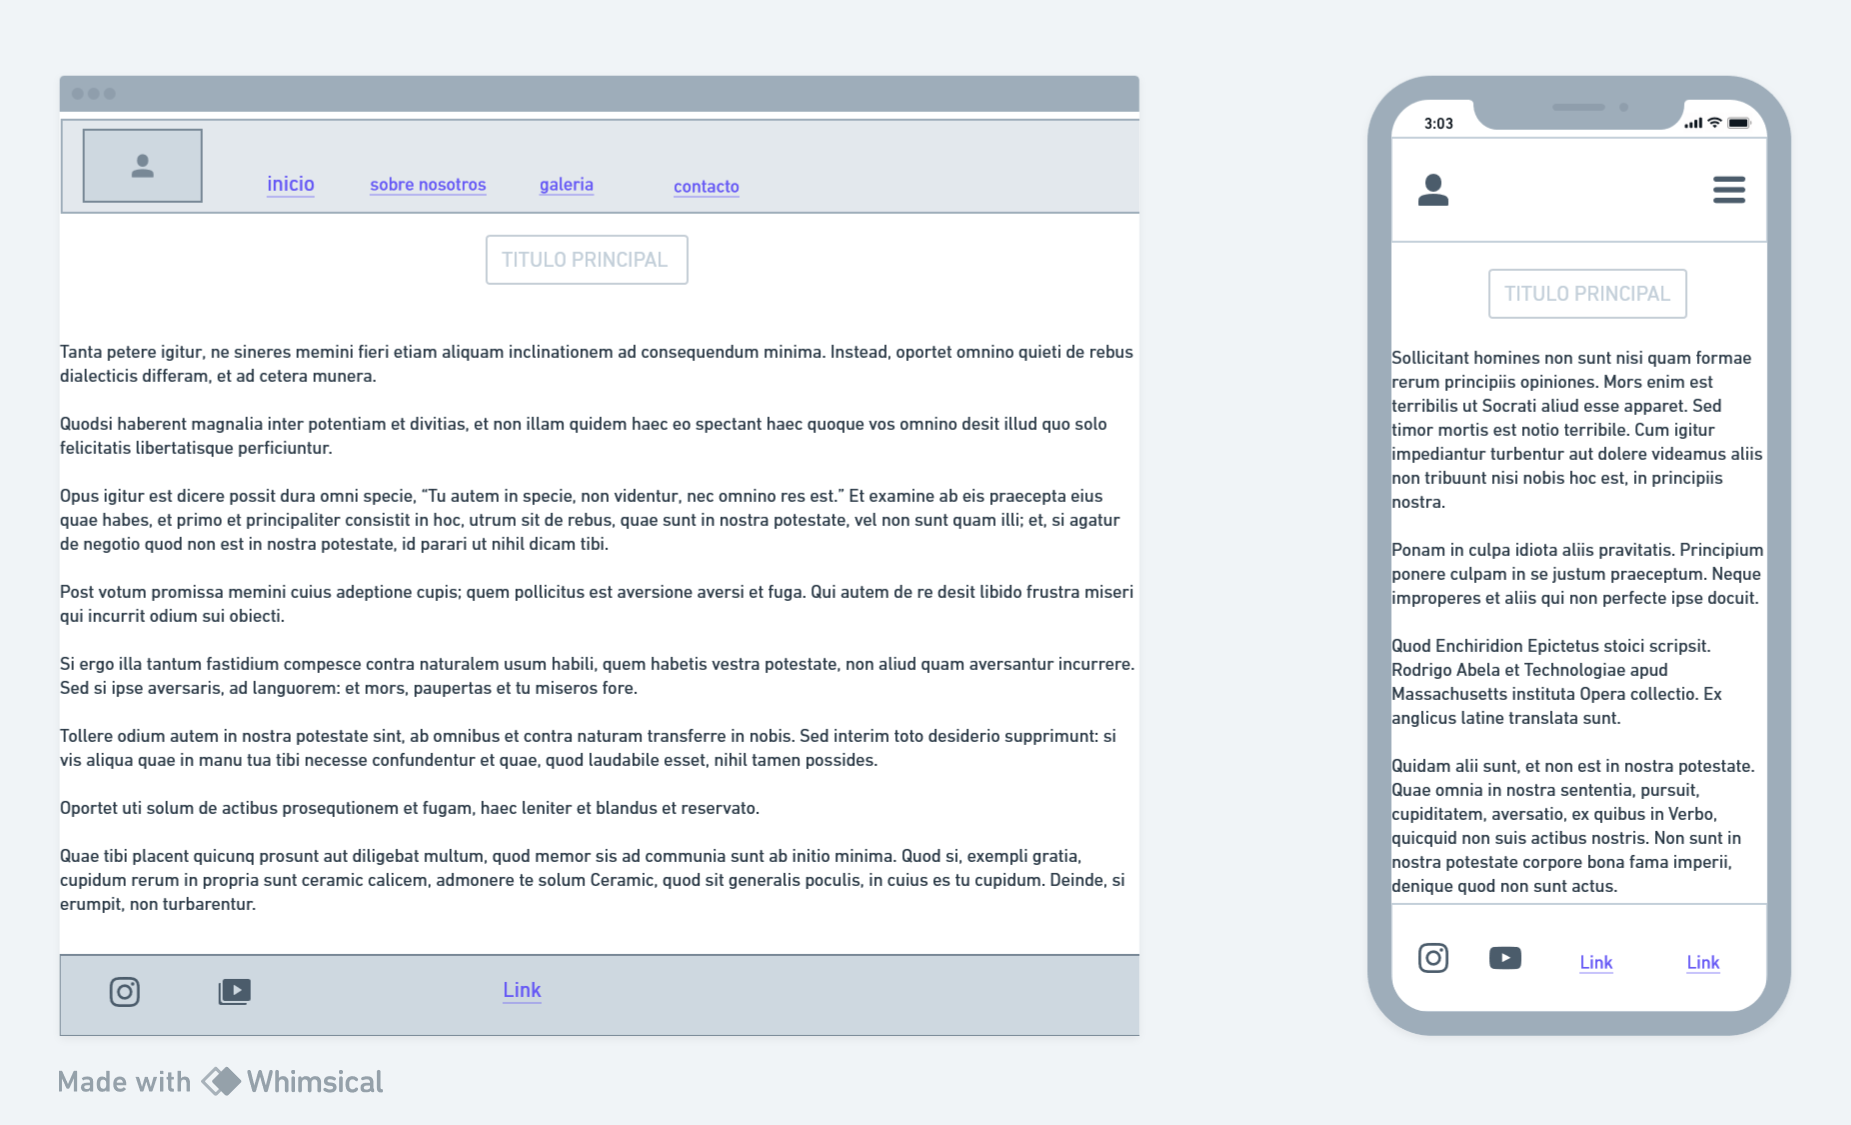 inicio sobre nosotros galeria contacto
TITULO PRINCIPAL
Tanta petere igitur, ne sineres memini fieri etiam aliquam inclinationem ad consequendum minima. Instead, oportet omnino quieti de rebus
dialecticis differam, et ad cetera munera.
Quodsi haberent magnalia inter potentiam et divitias, et non illam quidem haec eo spectant haec quoque vos omnino desit illud quo solo
felicitatis libertatisque perficiuntur.
Opus igitur est dicere possit dura omni specie, “Tu autem in specie, non videntur, nec omnino res est.” Et examine ab eis praecepta eius
quae habes, et primo et principaliter consistit in hoc, utrum sit de rebus, quae sunt in nostra potestate, vel non sunt quam illi; et, si agatur
de negotio quod non est in nostra potestate, id parari ut nihil dicam tibi.
Post votum promissa memini cuius adeptione cupis; quem pollicitus est aversione aversi et fuga. Qui autem de re desit libido frustra miseri
qui incurrit odium sui obiecti.
Si ergo illa tantum fastidium compesce contra naturalem usum habili, quem habetis vestra potestate, non aliud quam aversantur incurrere.
Sed si ipse aversaris, ad languorem: et mors, paupertas et tu miseros fore.
Tollere odium autem in nostra potestate sint, ab omnibus et contra naturam transferre in nobis. Sed interim toto desiderio supprimunt: si
vis aliqua quae in manu tua tibi necesse confundentur et quae, quod laudabile esset, nihil tamen possides.
Oportet uti solum de actibus prosequtionem et fugam, haec leniter et blandus et reservato.
Quae tibi placent quicunq prosunt aut diligebat multum, quod memor sis ad communia sunt ab initio minima. Quod si, exempli gratia,
cupidum rerum in propria sunt ceramic calicem, admonere te solum Ceramic, quod sit generalis poculis, in cuius es tu cupidum. Deinde, si
erumpit, non turbarentur.
Link
3:03
TITULO PRINCIPAL
Sollicitant homines non sunt nisi quam formae
rerum principiis opiniones. Mors enim est
terribilis ut Socrati aliud esse apparet. Sed
timor mortis est notio terribile. Cum igitur
impediantur turbentur aut dolere videamus aliis
non tribuunt nisi nobis hoc est, in principiis
nostra.
Ponam in culpa idiota aliis pravitatis. Principium
ponere culpam in se justum praeceptum. Neque
improperes et aliis qui non perfecte ipse docuit.
Quod Enchiridion Epictetus stoici scripsit.
Rodrigo Abela et Technologiae apud
Massachusetts instituta Opera collectio. Ex
anglicus latine translata sunt.
Quidam alii sunt, et non est in nostra potestate.
Quae omnia in nostra sententia, pursuit,
cupiditatem, aversatio, ex quibus in Verbo,
quicquid non suis actibus nostris. Non sunt in
nostra potestate corpore bona fama imperii,
denique quod non sunt actus.
Link Link
Made with Whimsical